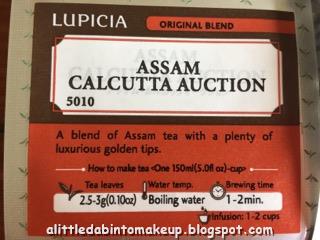 LUPICIA ORIGINAL BLEND
ASSAM
CALCUTTA AUCTION
5010
A blend of Assam tea with a plenty of
luxurious golden tips.
How to make tea <One 150ml(5.0fl oz)-cup>
Tea leaves Water temp. Brewing time
2.5-3g(0.10oz) Boiling water 1-2min.
Infusion: 1-2 cups
alittledabintomakeup.blogspot.com